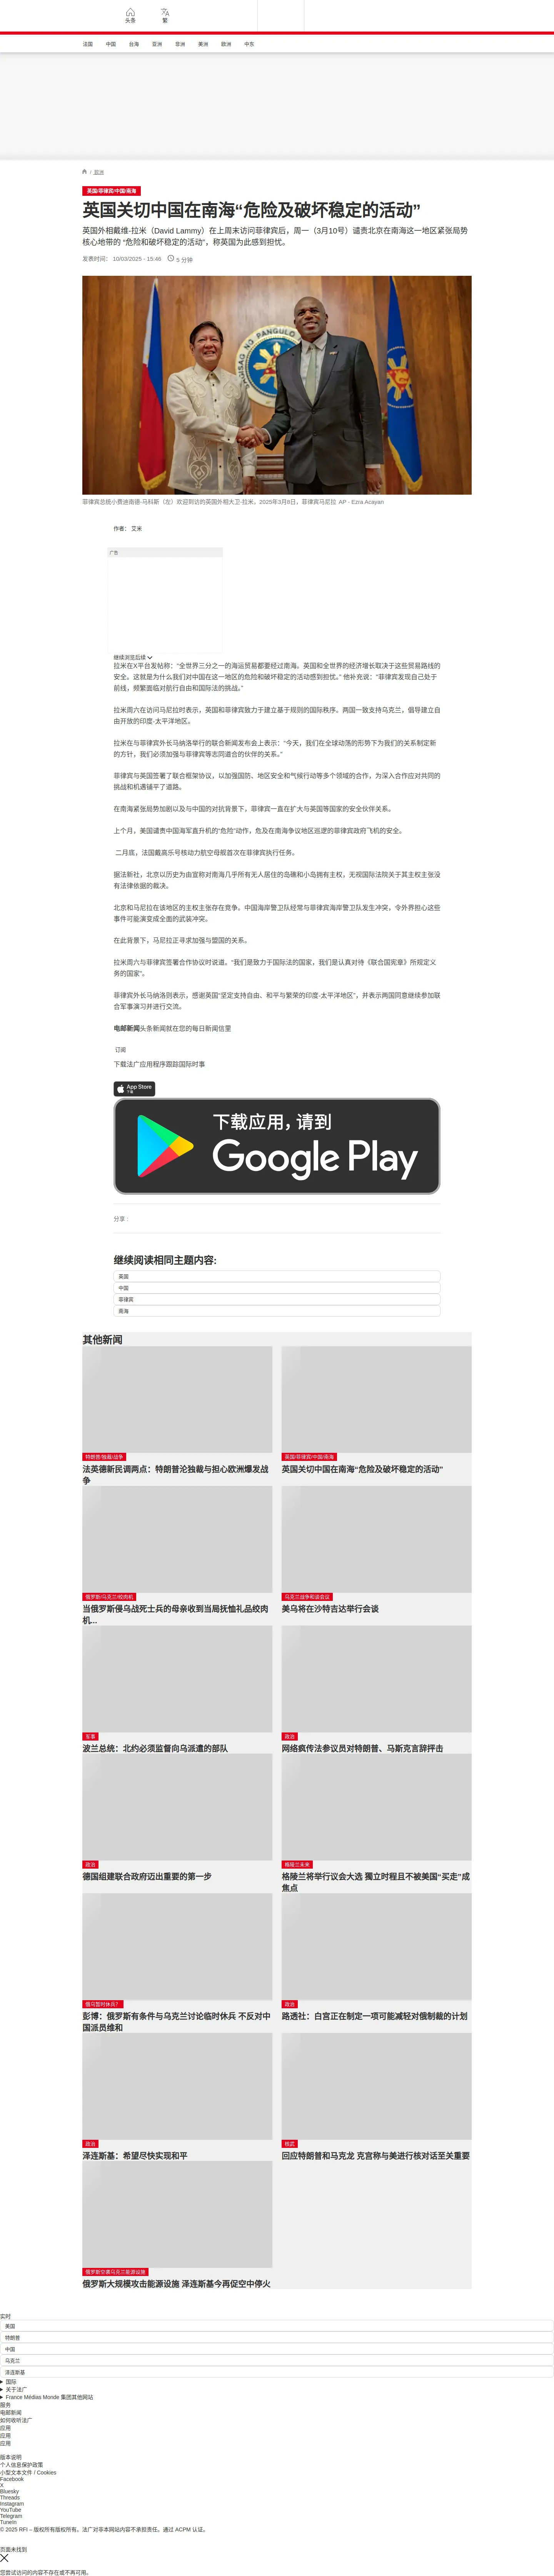 头条
繁
法国 中国 台海 亚洲 非洲 美洲 欧洲 中东
/ 欧洲
英国/菲律宾/中国/南海
英国关切中国在南海“危险及破坏稳定的活动”
英国外相戴维-拉米（David Lammy）在上周末访问菲律宾后，周一（3月10号）谴责北京在南海这一地区紧张局势
核心地带的 “危险和破坏稳定的活动”，称英国为此感到担忧。
发表时间： 10/03/2025 - 15:46 5 分钟
菲律宾总统小费迪南德·马科斯（左）欢迎到访的英国外相大卫·拉米，2025年3月8日，菲律宾马尼拉 AP - Ezra Acayan
作者： 艾米
广告
继续浏览后续
拉米在X平台发帖称：“全世界三分之一的海运贸易都要经过南海。英国和全世界的经济增长取决于这些贸易路线的
安全。这就是为什么我们对中国在这一地区的危险和破坏稳定的活动感到担忧。” 他补充说：“菲律宾发现自己处于
前线，频繁面临对航行自由和国际法的挑战。”
拉米周六在访问马尼拉时表示，英国和菲律宾致力于建立基于规则的国际秩序。两国一致支持乌克兰，倡导建立自
由开放的印度-太平洋地区。
拉米在与菲律宾外长马纳洛举行的联合新闻发布会上表示：“今天，我们在全球动荡的形势下为我们的关系制定新
的方针，我们必须加强与菲律宾等志同道合的伙伴的关系。”
菲律宾与英国签署了联合框架协议，以加强国防、地区安全和气候行动等多个领域的合作，为深入合作应对共同的
挑战和机遇铺平了道路。
在南海紧张局势加剧以及与中国的对抗背景下，菲律宾一直在扩大与英国等国家的安全伙伴关系。
上个月，美国谴责中国海军直升机的“危险”动作，危及在南海争议地区巡逻的菲律宾政府飞机的安全。
二月底，法国戴高乐号核动力航空母舰首次在菲律宾执行任务。
据法新社，北京以历史为由宣称对南海几乎所有无人居住的岛礁和小岛拥有主权，无视国际法院关于其主权主张没
有法律依据的裁决。
北京和马尼拉在该地区的主权主张存在竞争。中国海岸警卫队经常与菲律宾海岸警卫队发生冲突，令外界担心这些
事件可能演变成全面的武装冲突。
在此背景下，马尼拉正寻求加强与盟国的关系。
拉米周六与菲律宾签署合作协议时说道。“我们是致力于国际法的国家，我们是认真对待《联合国宪章》所规定义
务的国家”。
菲律宾外长马纳洛则表示，感谢英国“坚定支持自由、和平与繁荣的印度-太平洋地区”，并表示两国同意继续参加联
合军事演习并进行交流。
电邮新闻头条新闻就在您的每日新闻信里
订阅
下载法广应用程序跟踪国际时事
App Store
下载
下载应用，请到
Google Play
分享 :
继续阅读相同主题内容:
英国
中国
菲律宾
南海
其他新闻
特朗普/独裁/战争
法英德新民调两点：特朗普沦独裁与担心欧洲爆发战
争
英国/菲律宾/中国/南海
英国关切中国在南海“危险及破坏稳定的活动”
俄罗斯/乌克兰/绞肉机
当俄罗斯侵乌战死士兵的母亲收到当局抚恤礼品绞肉
机...
乌克兰战争和谈会议
美乌将在沙特吉达举行会谈
军事
波兰总统：北约必须监督向乌派遣的部队
政治
网络疯传法参议员对特朗普、马斯克言辞抨击
政治
德国组建联合政府迈出重要的第一步
格陵兰未来
格陵兰将举行议会大选 獨立时程且不被美国“买走”成
焦点
俄乌暂时休兵？
彭博：俄罗斯有条件与乌克兰讨论临时休兵 不反对中
国派员维和
政治
路透社：白宫正在制定一项可能减轻对俄制裁的计划
政治
泽连斯基：希望尽快实现和平
核武
回应特朗普和马克龙 克宫称与美进行核对话至关重要
俄罗斯空袭乌克兰能源设施
俄罗斯大规模攻击能源设施 泽连斯基今再促空中停火
实时
美国
特朗普
中国
乌克兰
泽连斯基
国际
关于法广
France Médias Monde 集团其他网站
服务
电邮新闻
如何收听法广
应用
应用
应用
版本说明
个人信息保护政策
小型文本文件 / Cookies
Facebook
X
Bluesky
Threads
Instagram
YouTube
Telegram
TuneIn
© 2025 RFI – 版权所有版权所有。法广对非本网站内容不承担责任。通过 ACPM 认证。
页面未找到
您尝试访问的内容不存在或不再可用。